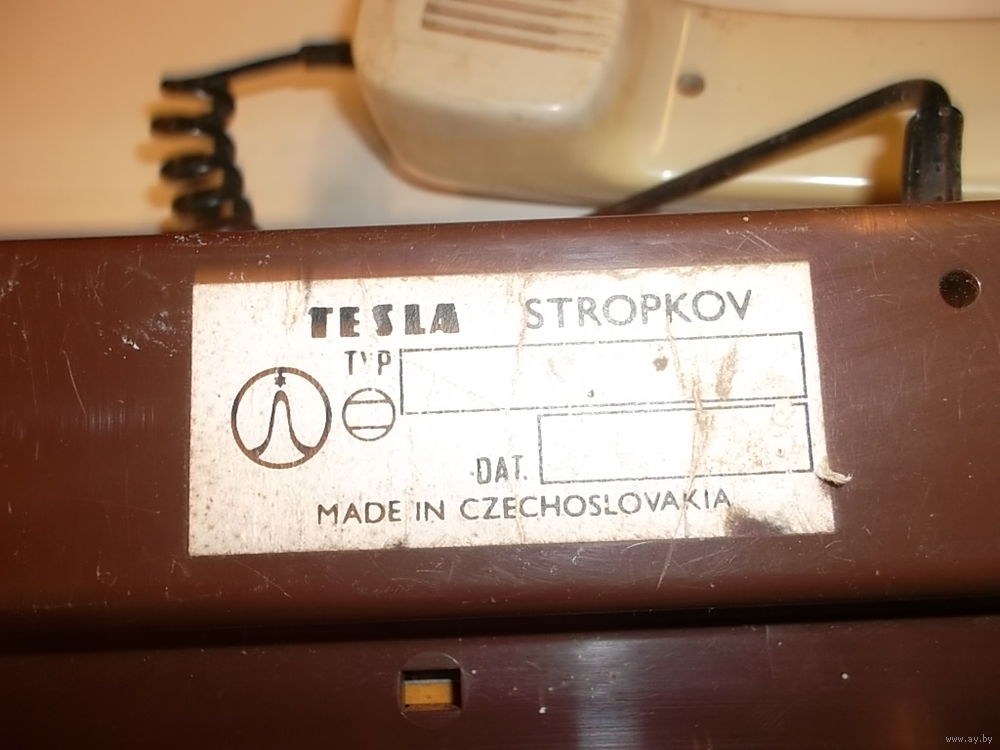 TESLA STROPKOV
TYP
DAT.
MADE IN CZECHOSLOVAKIA
www.ay.by